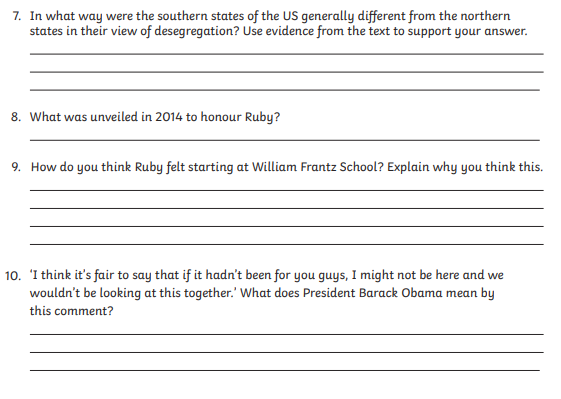 7. In what way were the southern states of the US generally different from the northern
states in their view of desegregation? Use evidence from the text to support your answer.
8. What was unveiled in 2014 to honour Ruby?
9. How do you think Ruby felt starting at William Frantz School? Explain why you think this.
10. 'I think it's fair to say that if it hadn't been for you guys, I might not be here and we
wouldn't be looking at this together.' What does President Barack Obama mean by
this comment?